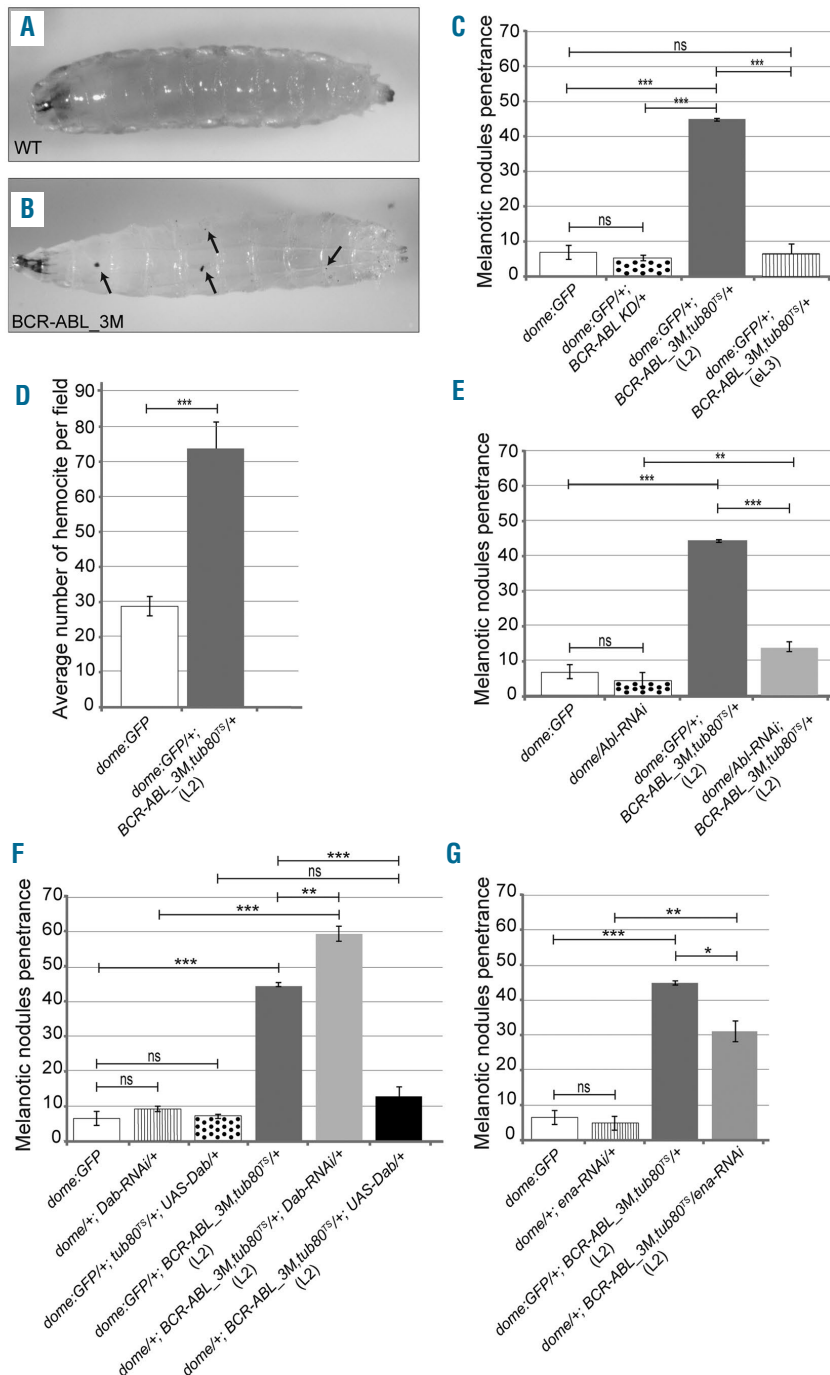 A
WT
B
BCR-ABL_3M
C
Melanotic nodules penetrance
70
60
50
40
30
20
10
0
ns
***
***
***
ns
dome:GFP
dome:GFP/+;
BCR-ABL KD/+
dome:GFP/+;
BCR-ABL_3M,tub80TS/+
(L2)
dome:GFP/+;
BCR-ABL_3M,tub80TS/+
(eL3)
D
Average number of hemocite per field
90
80
70
60
50
40
30
20
10
0
***
dome:GFP
dome:GFP/+;
BCR-ABL_3M,tub80TS/+
(L2)
E
Melanotic nodules penetrance
70
60
50
40
30
20
10
0
**
***
***
ns
dome:GFP
dome/Abl-RNAi
dome:GFP/+;
BCR-ABL_3M,tub80TS/+
(L2)
dome/Abl-RNAi;
BCR-ABL_3M,tub80TS/+
(L2)
F
Melanotic nodules penetrance
70
60
50
40
30
20
10
0
***
ns
**
***
***
ns
ns
dome:GFP
dome/+; Dab-RNAi/+
dome:GFP/+; tub80TS/+; UAS-Dab/+
dome:GFP/+; BCR-ABL_3M,tub80TS/+
(L2)
dome/+; BCR-ABL_3M,tub80TS/+; Dab-RNAi/+
(L2)
dome/+; BCR-ABL_3M,tub80TS/+; UAS-Dab/+
(L2)
G
Melanotic nodules penetrance
70
60
50
40
30
20
10
0
**
***
*
ns
dome:GFP
dome/+; ena-RNAi/+
dome:GFP/+; BCR-ABL_3M,tub80TS/+
(L2)
dome/+; BCR-ABL_3M,tub80TS/ena-RNAi
(L2)